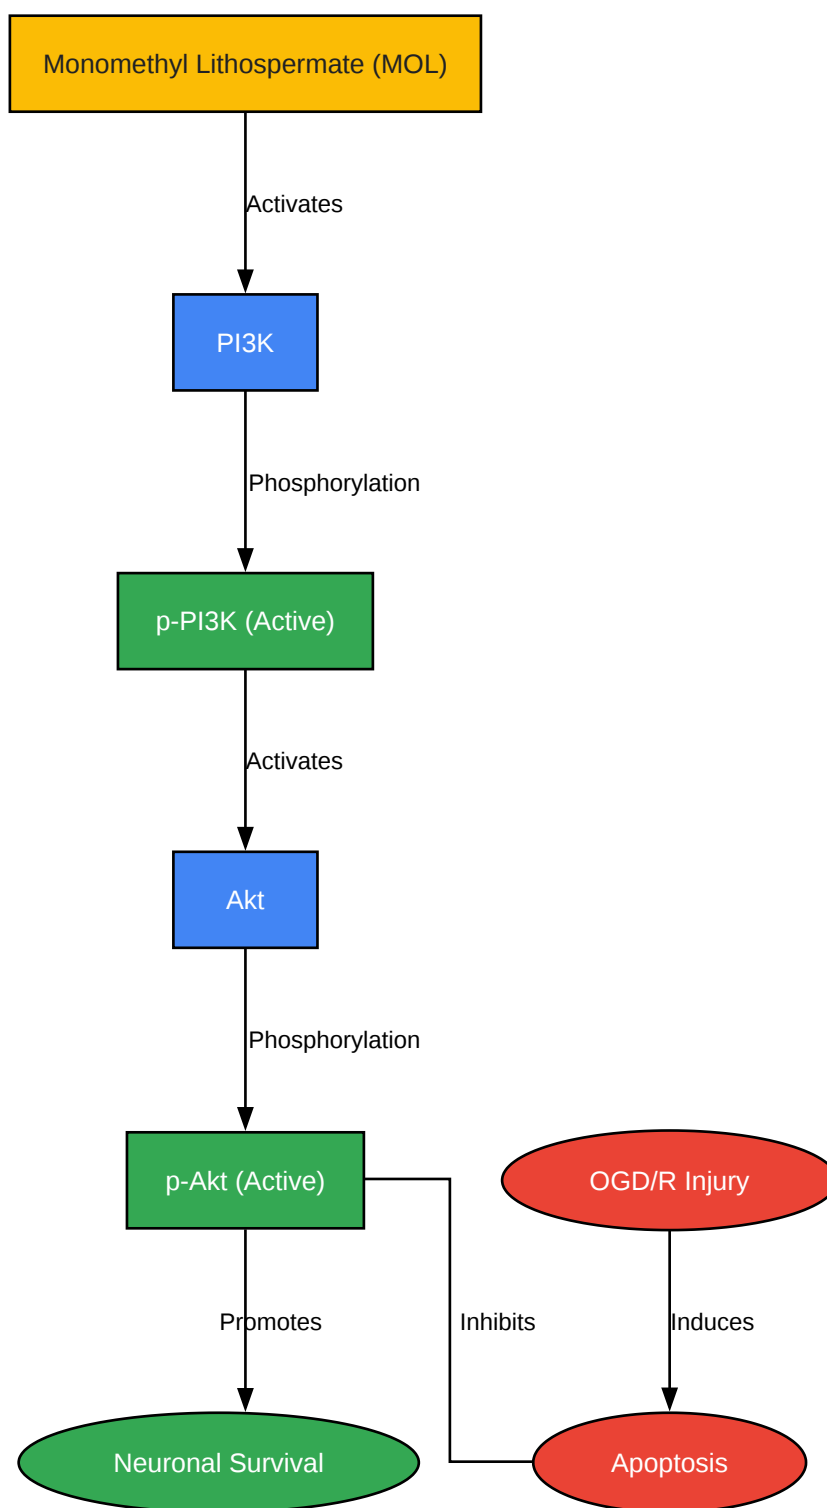 Monomethyl Lithospermate (MOL)
Activates
PI3K
Phosphorylation
p-PI3K (Active)
Activates
Akt
Phosphorylation
p-Akt (Active)
OGD/R Injury
Promotes
Inhibits
Induces
Neuronal Survival
Apoptosis